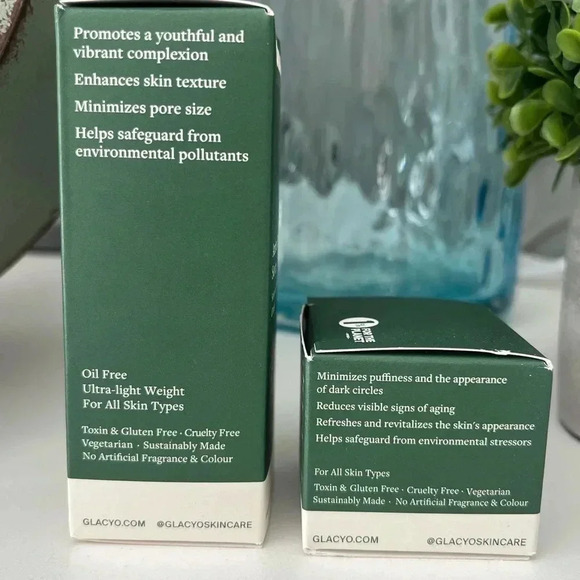 Promotes a youthful and
vibrant complexion
Enhances skin texture
Minimizes pore size
Helps safeguard from
environmental pollutants
Oil Free
Ultra-light Weight
For All Skin Types
Toxin & Gluten Free · Cruelty Free
Vegetarian · Sustainably Made
No Artificial Fragrance & Colour
GLACYO.COM @GLACYOSKINCARE
FOR THE
PLANET
Minimizes puffiness and the appearance
of dark circles
Reduces visible signs of aging
Refreshes and revitalizes the skin's appearance
Helps safeguard from environmental stressors
For All Skin Types
Toxin & Gluten Free · Cruelty Free · Vegetarian
Sustainably Made · No Artificial Fragrance & Colour
GLACYO.COM @GLACYOSKINCARE